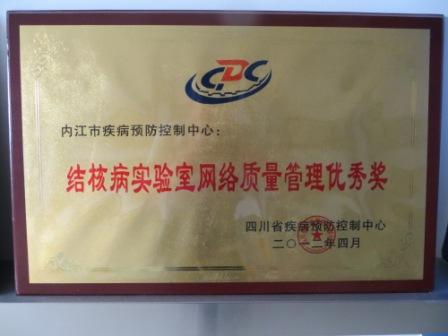 CDC
内江市疾病预防控制中心：
结核病实验室网络质量管理优秀奖
四川省疾病预防控制中心
二〇一二年四月